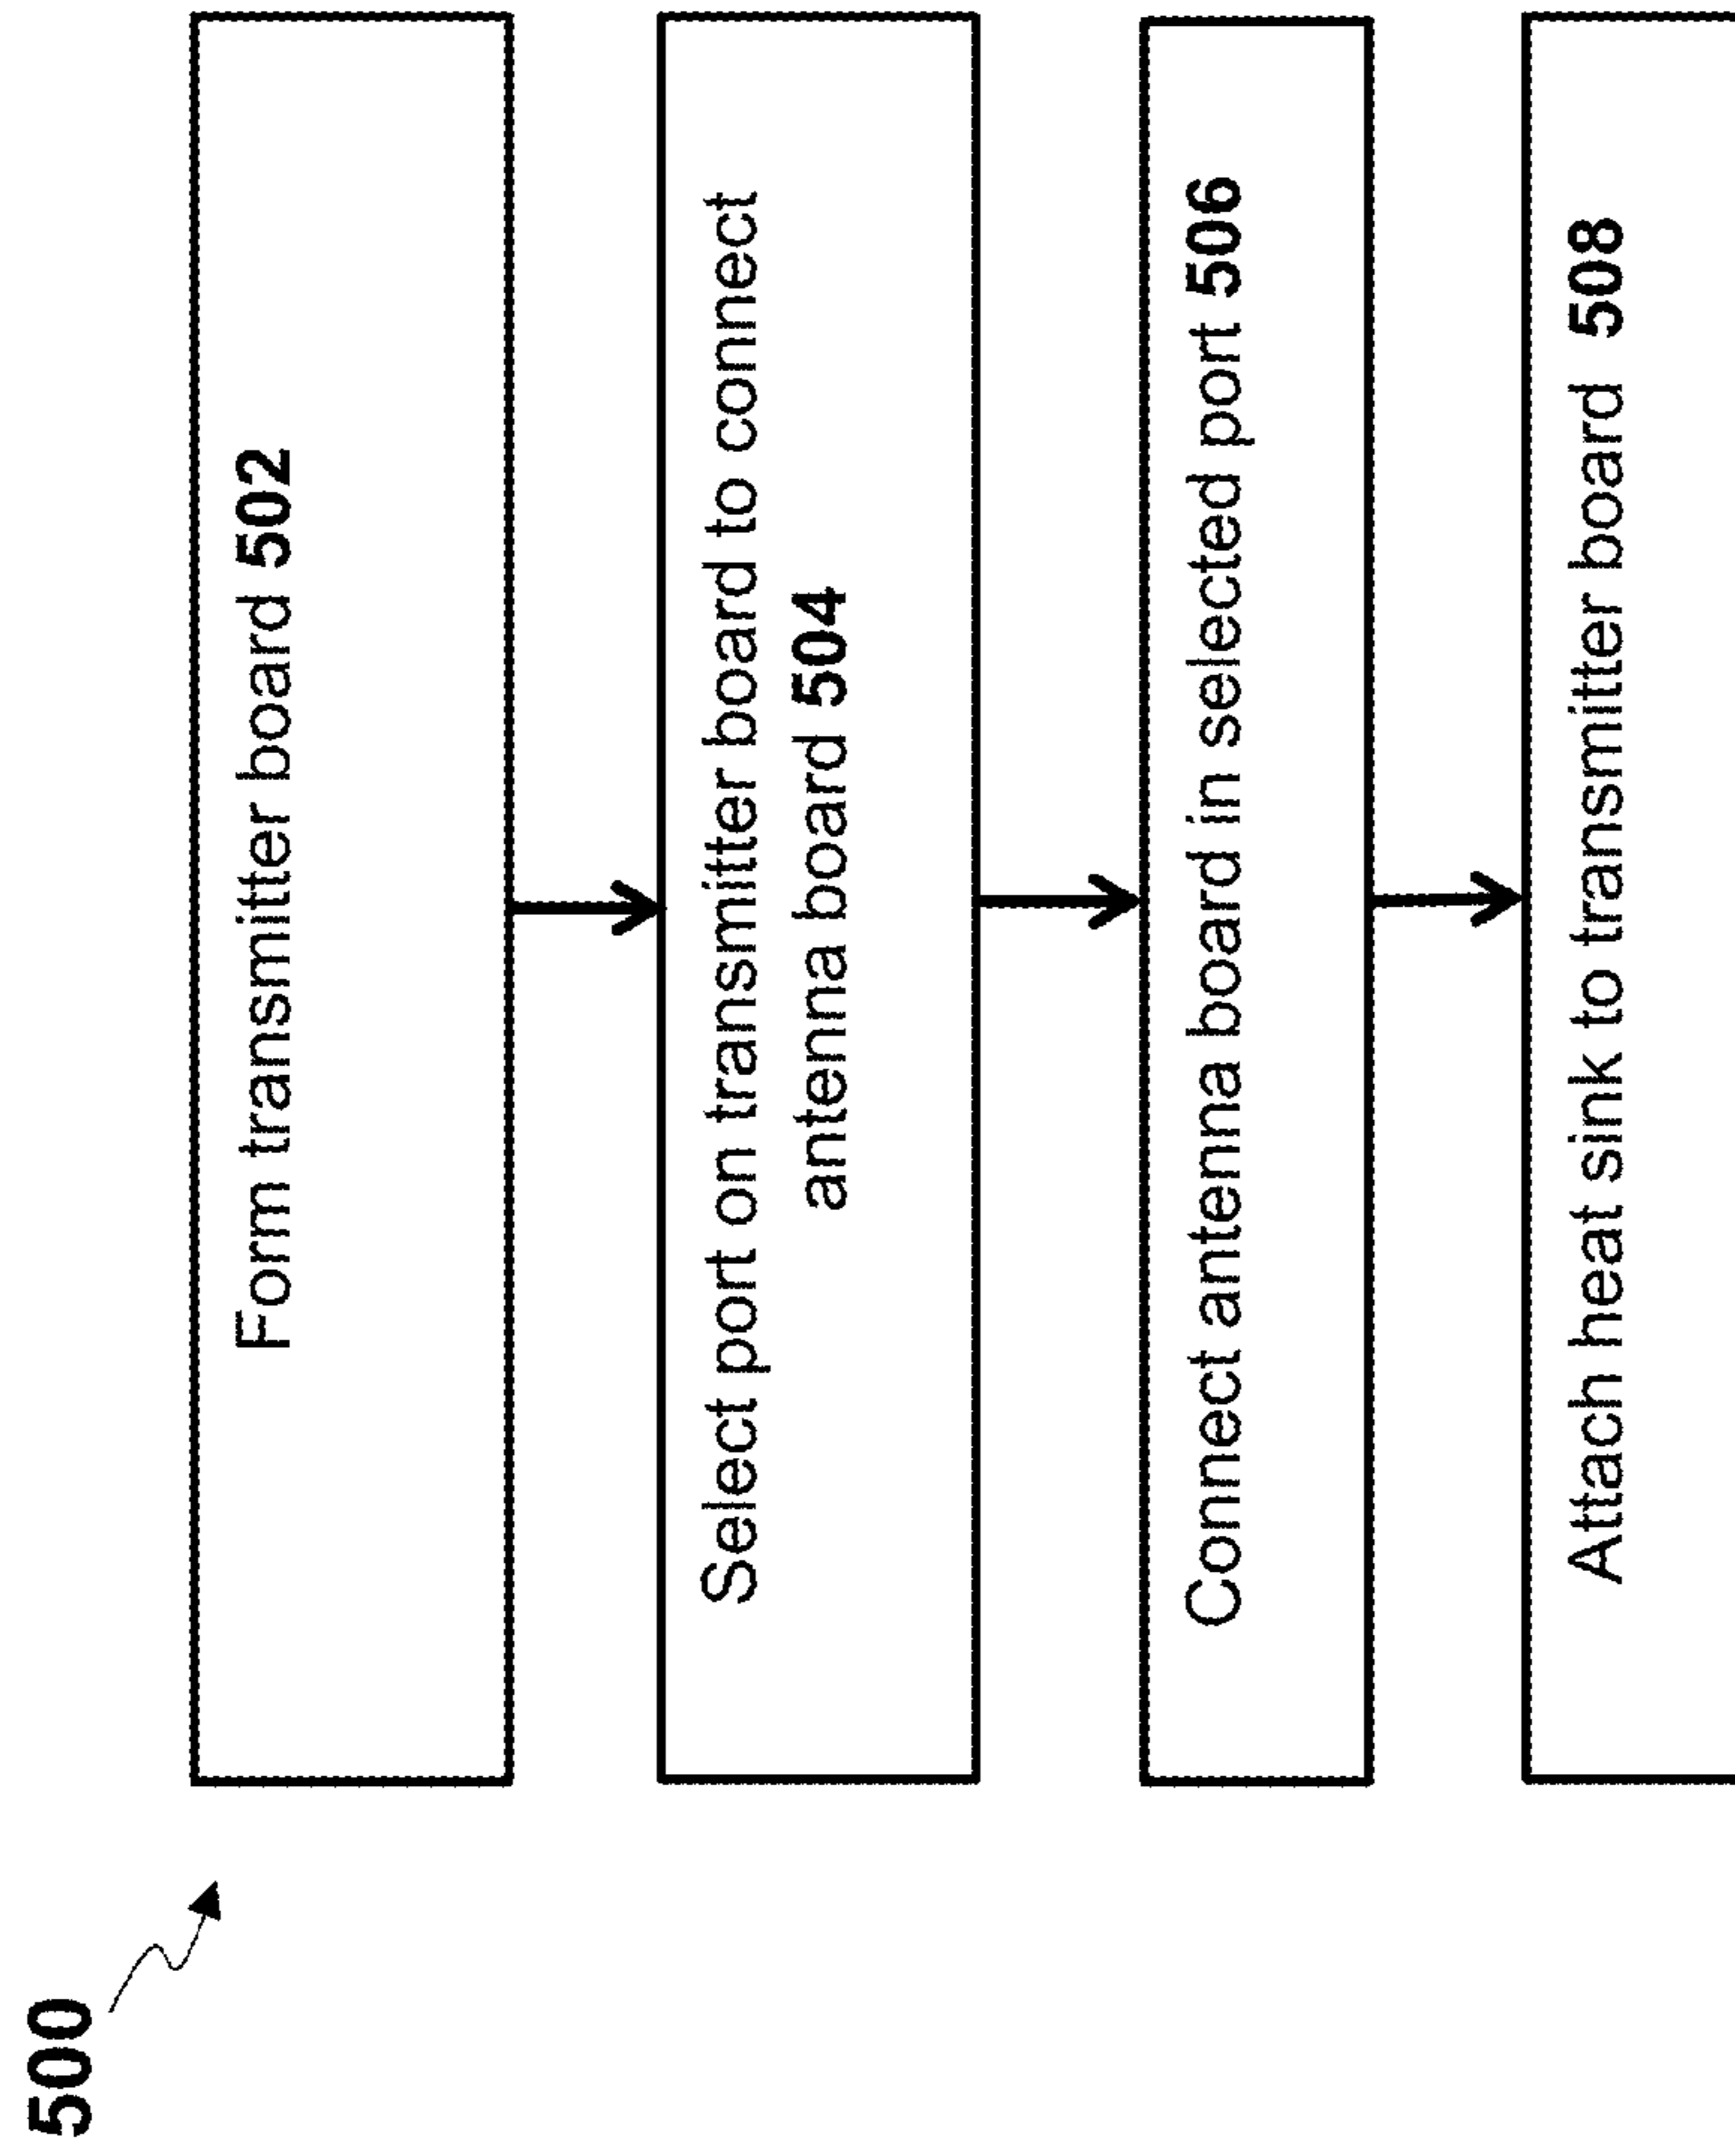 500
Form transmitter board 502
Select port on transmitter board to connect
antenna board 504
Connect antenna board in selected port 506
Attach heat sink to transmitter board 508